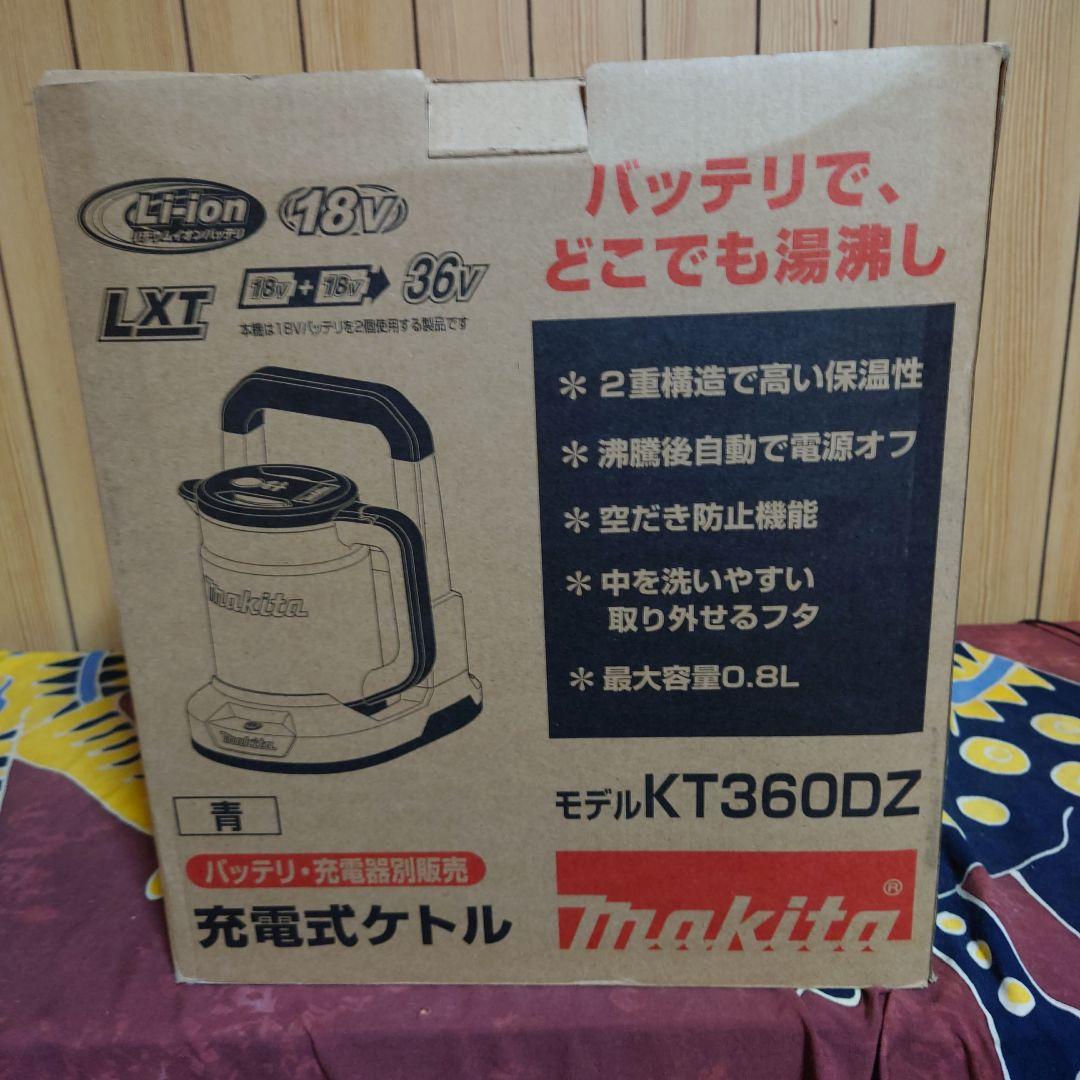 Li-ion
リチウムイオンバッテリ
18V
LXT
18V + 18V
36V
本機は18Vバッテリを2個使用する製品です
バッテリで、
どこでも湯沸し
＊2重構造で高い保温性
＊沸騰後自動で電源オフ
＊空だき防止機能
＊中を洗いやすい
取り外せるフタ
＊最大容量0.8L
makita
makita
青
バッテリ・充電器別販売
充電式ケトル
モデルKT360DZ
makita®